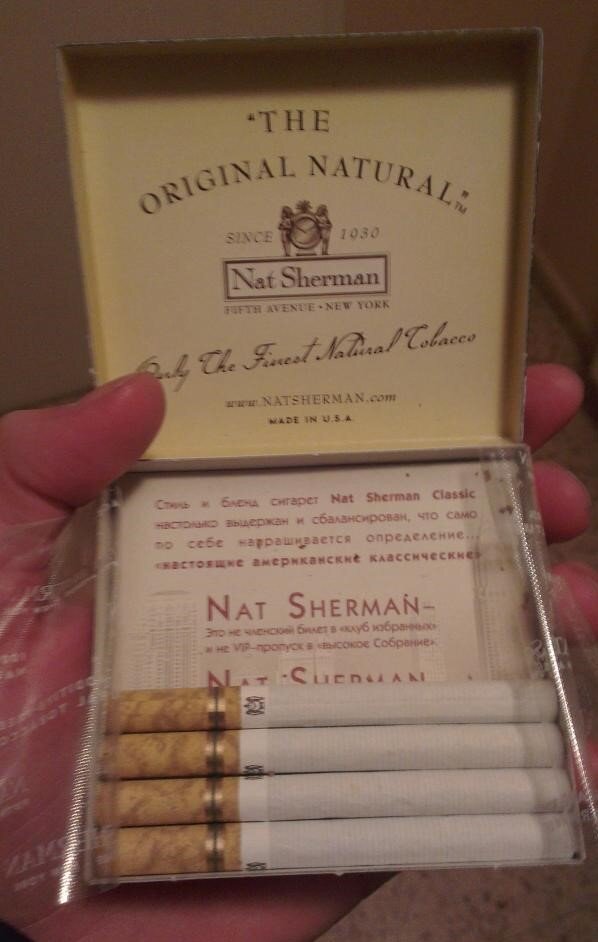 "THE
ORIGINAL NATURAL"™
SINCE 1930
Nat Sherman
FIFTH AVENUE • NEW YORK
Only The Finest Natural Tobacco
www.NATSHERMAN.com
MADE IN U.S.A.
Стиль и бленд сигарет Nat Sherman Classic
настолько выдержан и сбалансирован, что само
по себе напрашивается определение...
«настоящие американские классические»
NAT SHERMAN–
Это не членский билет в «клуб избранных»
и не VIP–пропуск в «высокое Собрание».
NAT SHERMAN